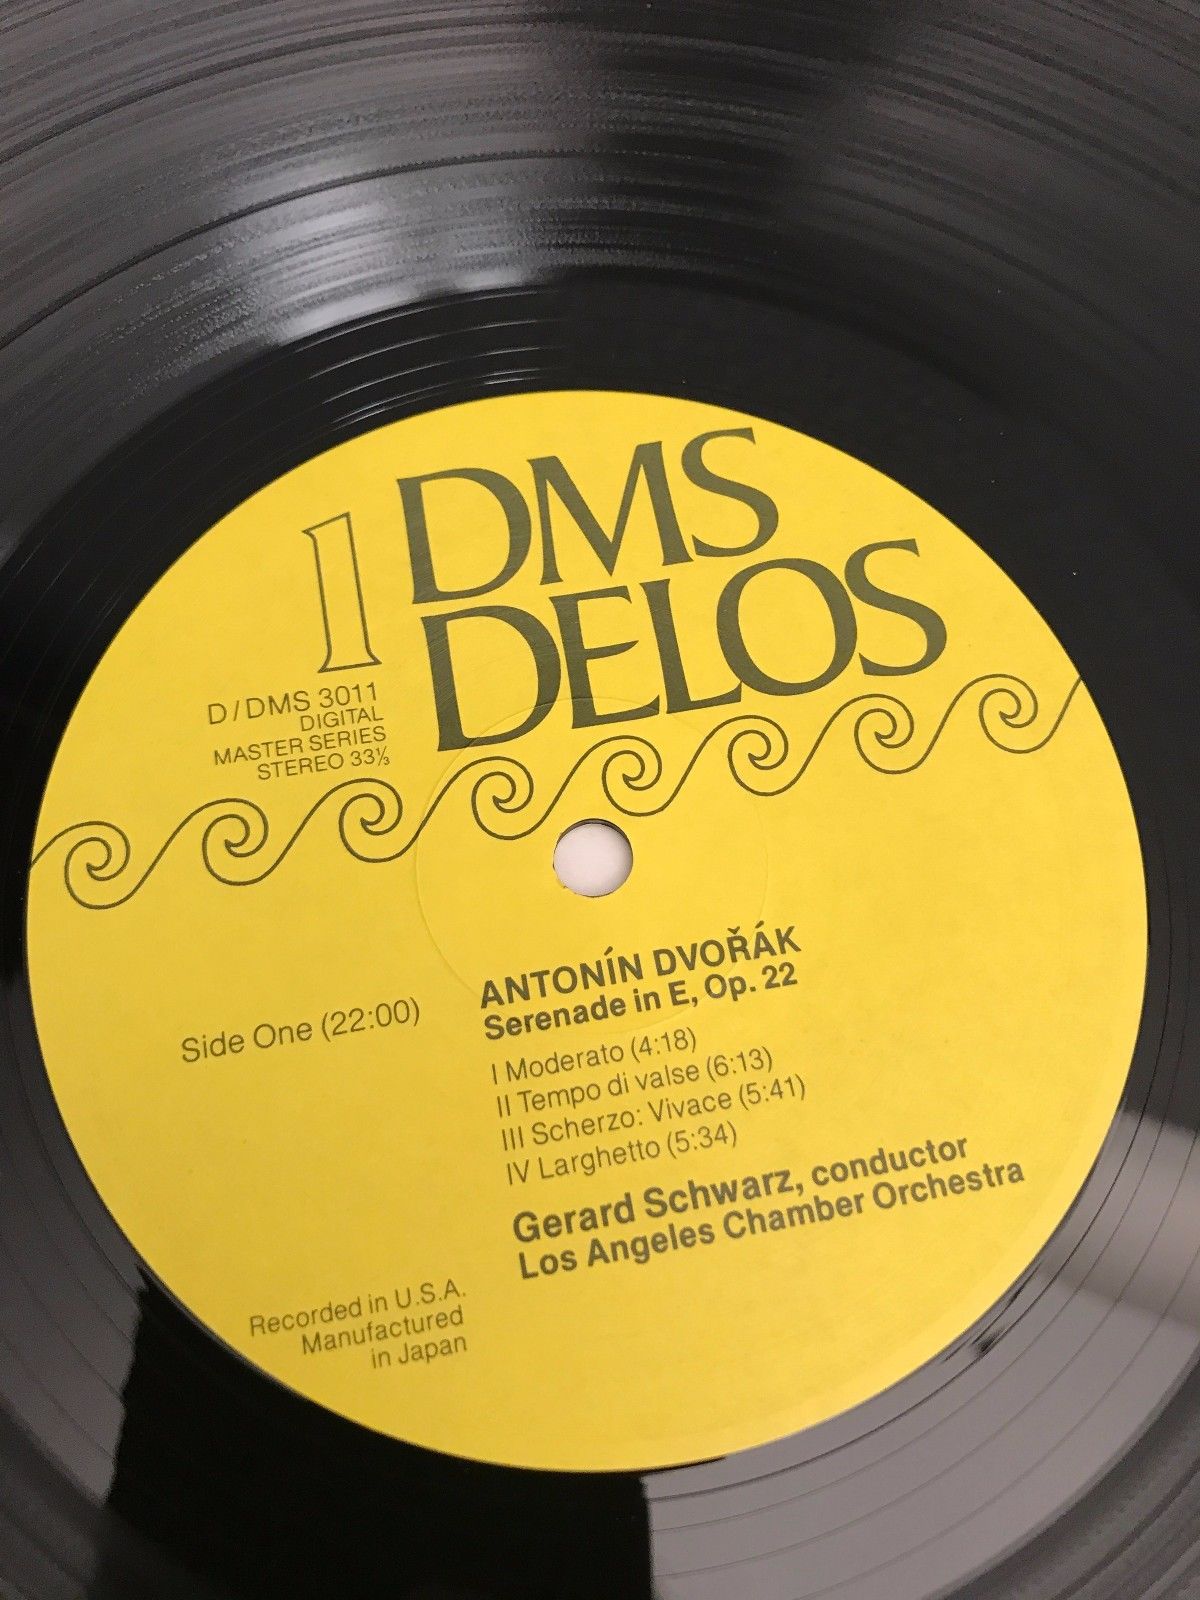 1
DMS
DELOS
D/DMS 3011
DIGITAL
MASTER SERIES
STEREO 33⅓
Side One (22:00)
ANTONÍN DVOŘÁK
Serenade in E, Op. 22
I Moderato (4:18)
II Tempo di valse (6:13)
III Scherzo: Vivace (5:41)
IV Larghetto (5:34)
Gerard Schwarz, conductor
Los Angeles Chamber Orchestra
Recorded in U.S.A.
Manufactured
in Japan